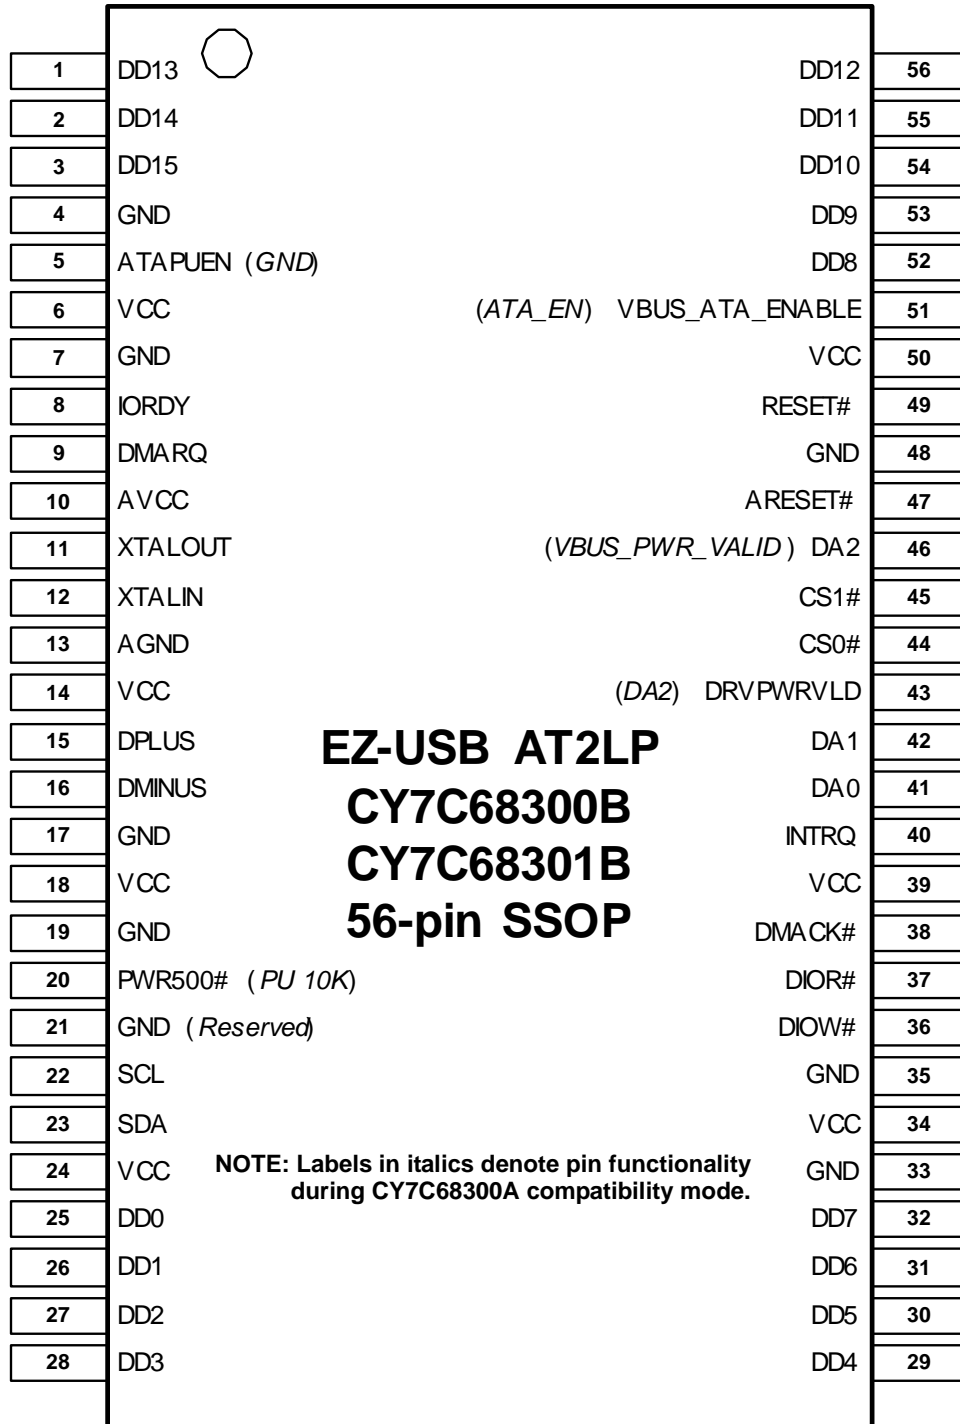 1 DD13 DD12 56
2 DD14 DD11 55
3 DD15 DD10 54
4 GND DD9 53
5 ATAPUEN (GND) DD8 52
6 VCC (ATA_EN) VBUS_ATA_ENABLE 51
7 GND VCC 50
8 IORDY RESET# 49
9 DMARQ GND 48
10 AVCC ARESET# 47
11 XTALOUT (VBUS_PWR_VALID) DA2 46
12 XTALIN CS1# 45
13 AGND CS0# 44
14 VCC (DA2) DRVPWRVLD 43
15 DPLUS EZ-USB AT2LP DA1 42
16 DMINUS CY7C68300B DA0 41
17 GND INTRQ 40
18 VCC CY7C68301B VCC 39
19 GND 56-pin SSOP DMACK# 38
20 PWR500# (PU 10K) DIOR# 37
21 GND (Reserved) DIOW# 36
22 SCL GND 35
23 SDA VCC 34
24 VCC NOTE: Labels in italics denote pin functionality GND 33
during CY7C68300A compatibility mode.
25 DD0 DD7 32
26 DD1 DD6 31
27 DD2 DD5 30
28 DD3 DD4 29